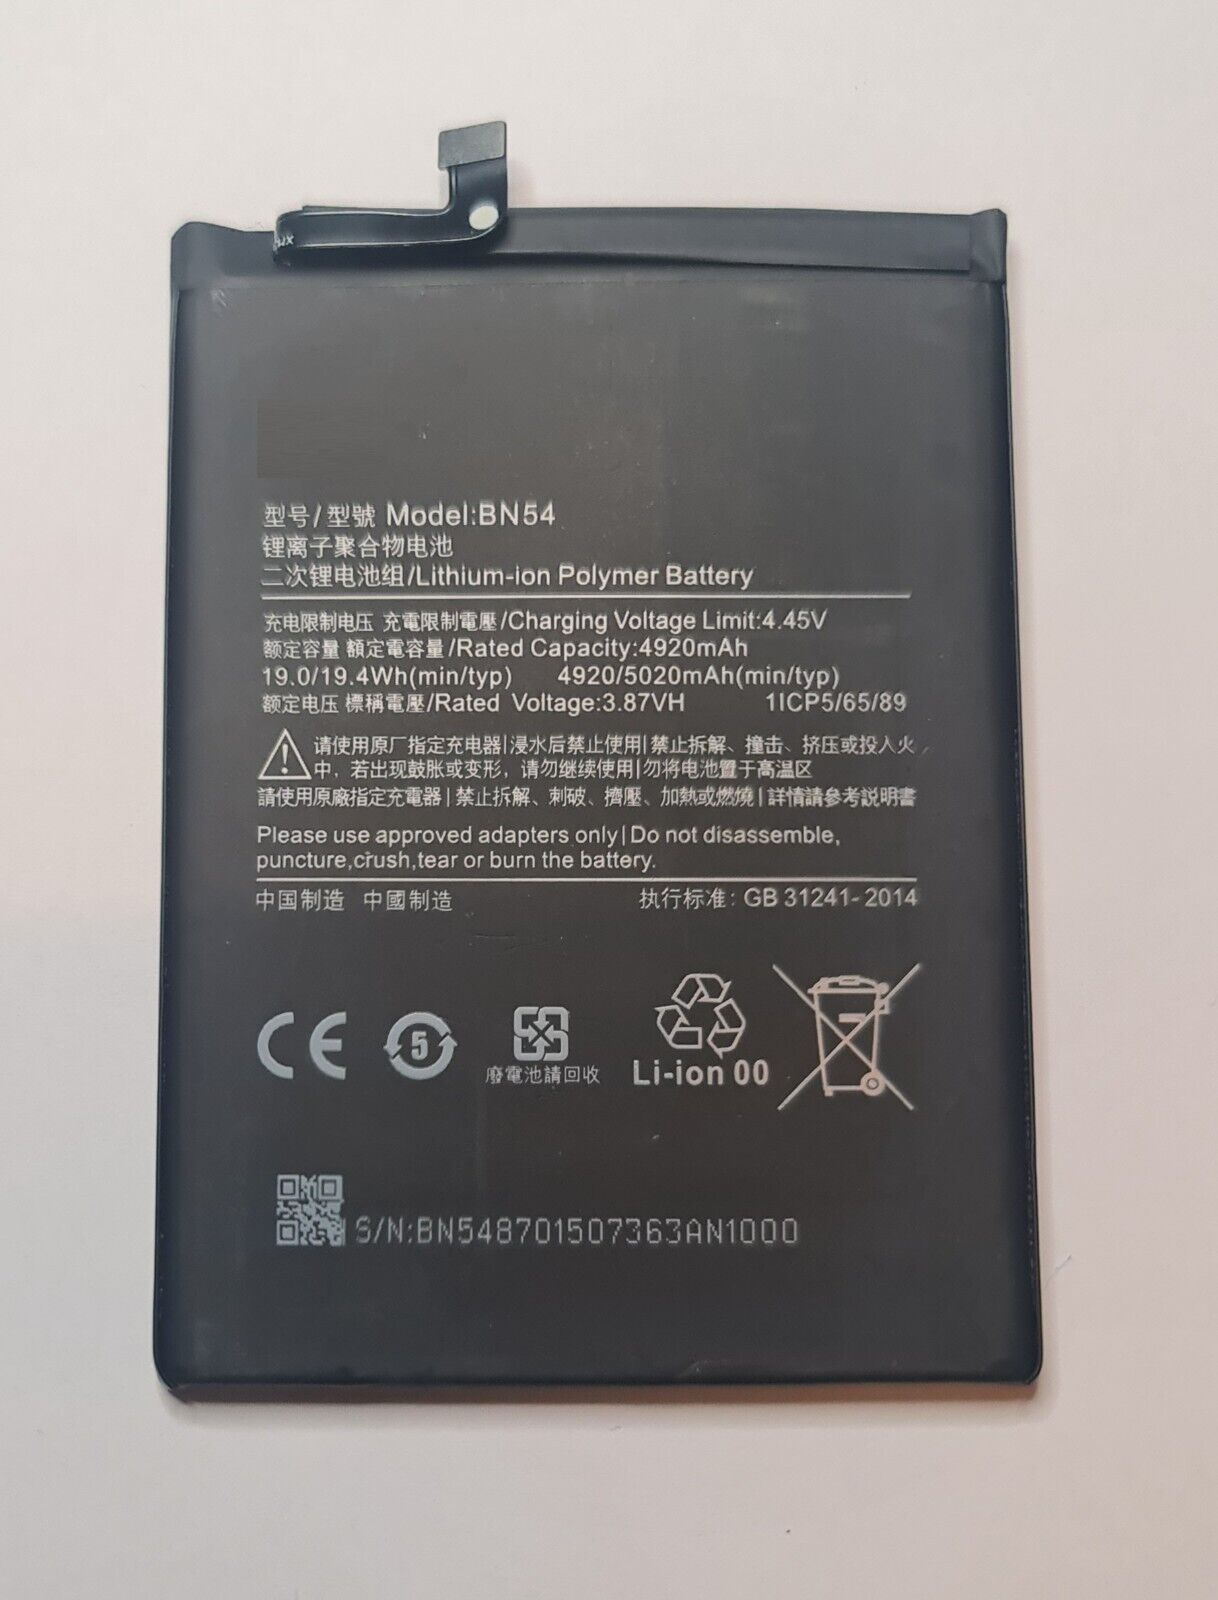 型号/型號 Model:BN54
锂离子聚合物电池
二次锂电池组/Lithium-ion Polymer Battery
充电限制电压 充電限制電壓/Charging Voltage Limit:4.45V
额定容量 額定電容量/Rated Capacity:4920mAh
19.0/19.4Wh(min/typ) 4920/5020mAh(min/typ)
额定电压 標稱電壓/Rated Voltage:3.87VH 1ICP5/65/89
请使用原厂指定充电器|浸水后禁止使用|禁止拆解、撞击、挤压或投入火
中，若出现鼓胀或变形，请勿继续使用|勿将电池置于高温区
請使用原廠指定充電器|禁止拆解、刺破、擠壓、加熱或燃燒|詳情請參考説明書
Please use approved adapters only|Do not disassemble,
puncture,crush,tear or burn the battery.
中国制造 中國制造 执行标准: GB 31241-2014
CE 5 廢電池請回收 Li-ion 00
S/N:BN548701507363AN1000